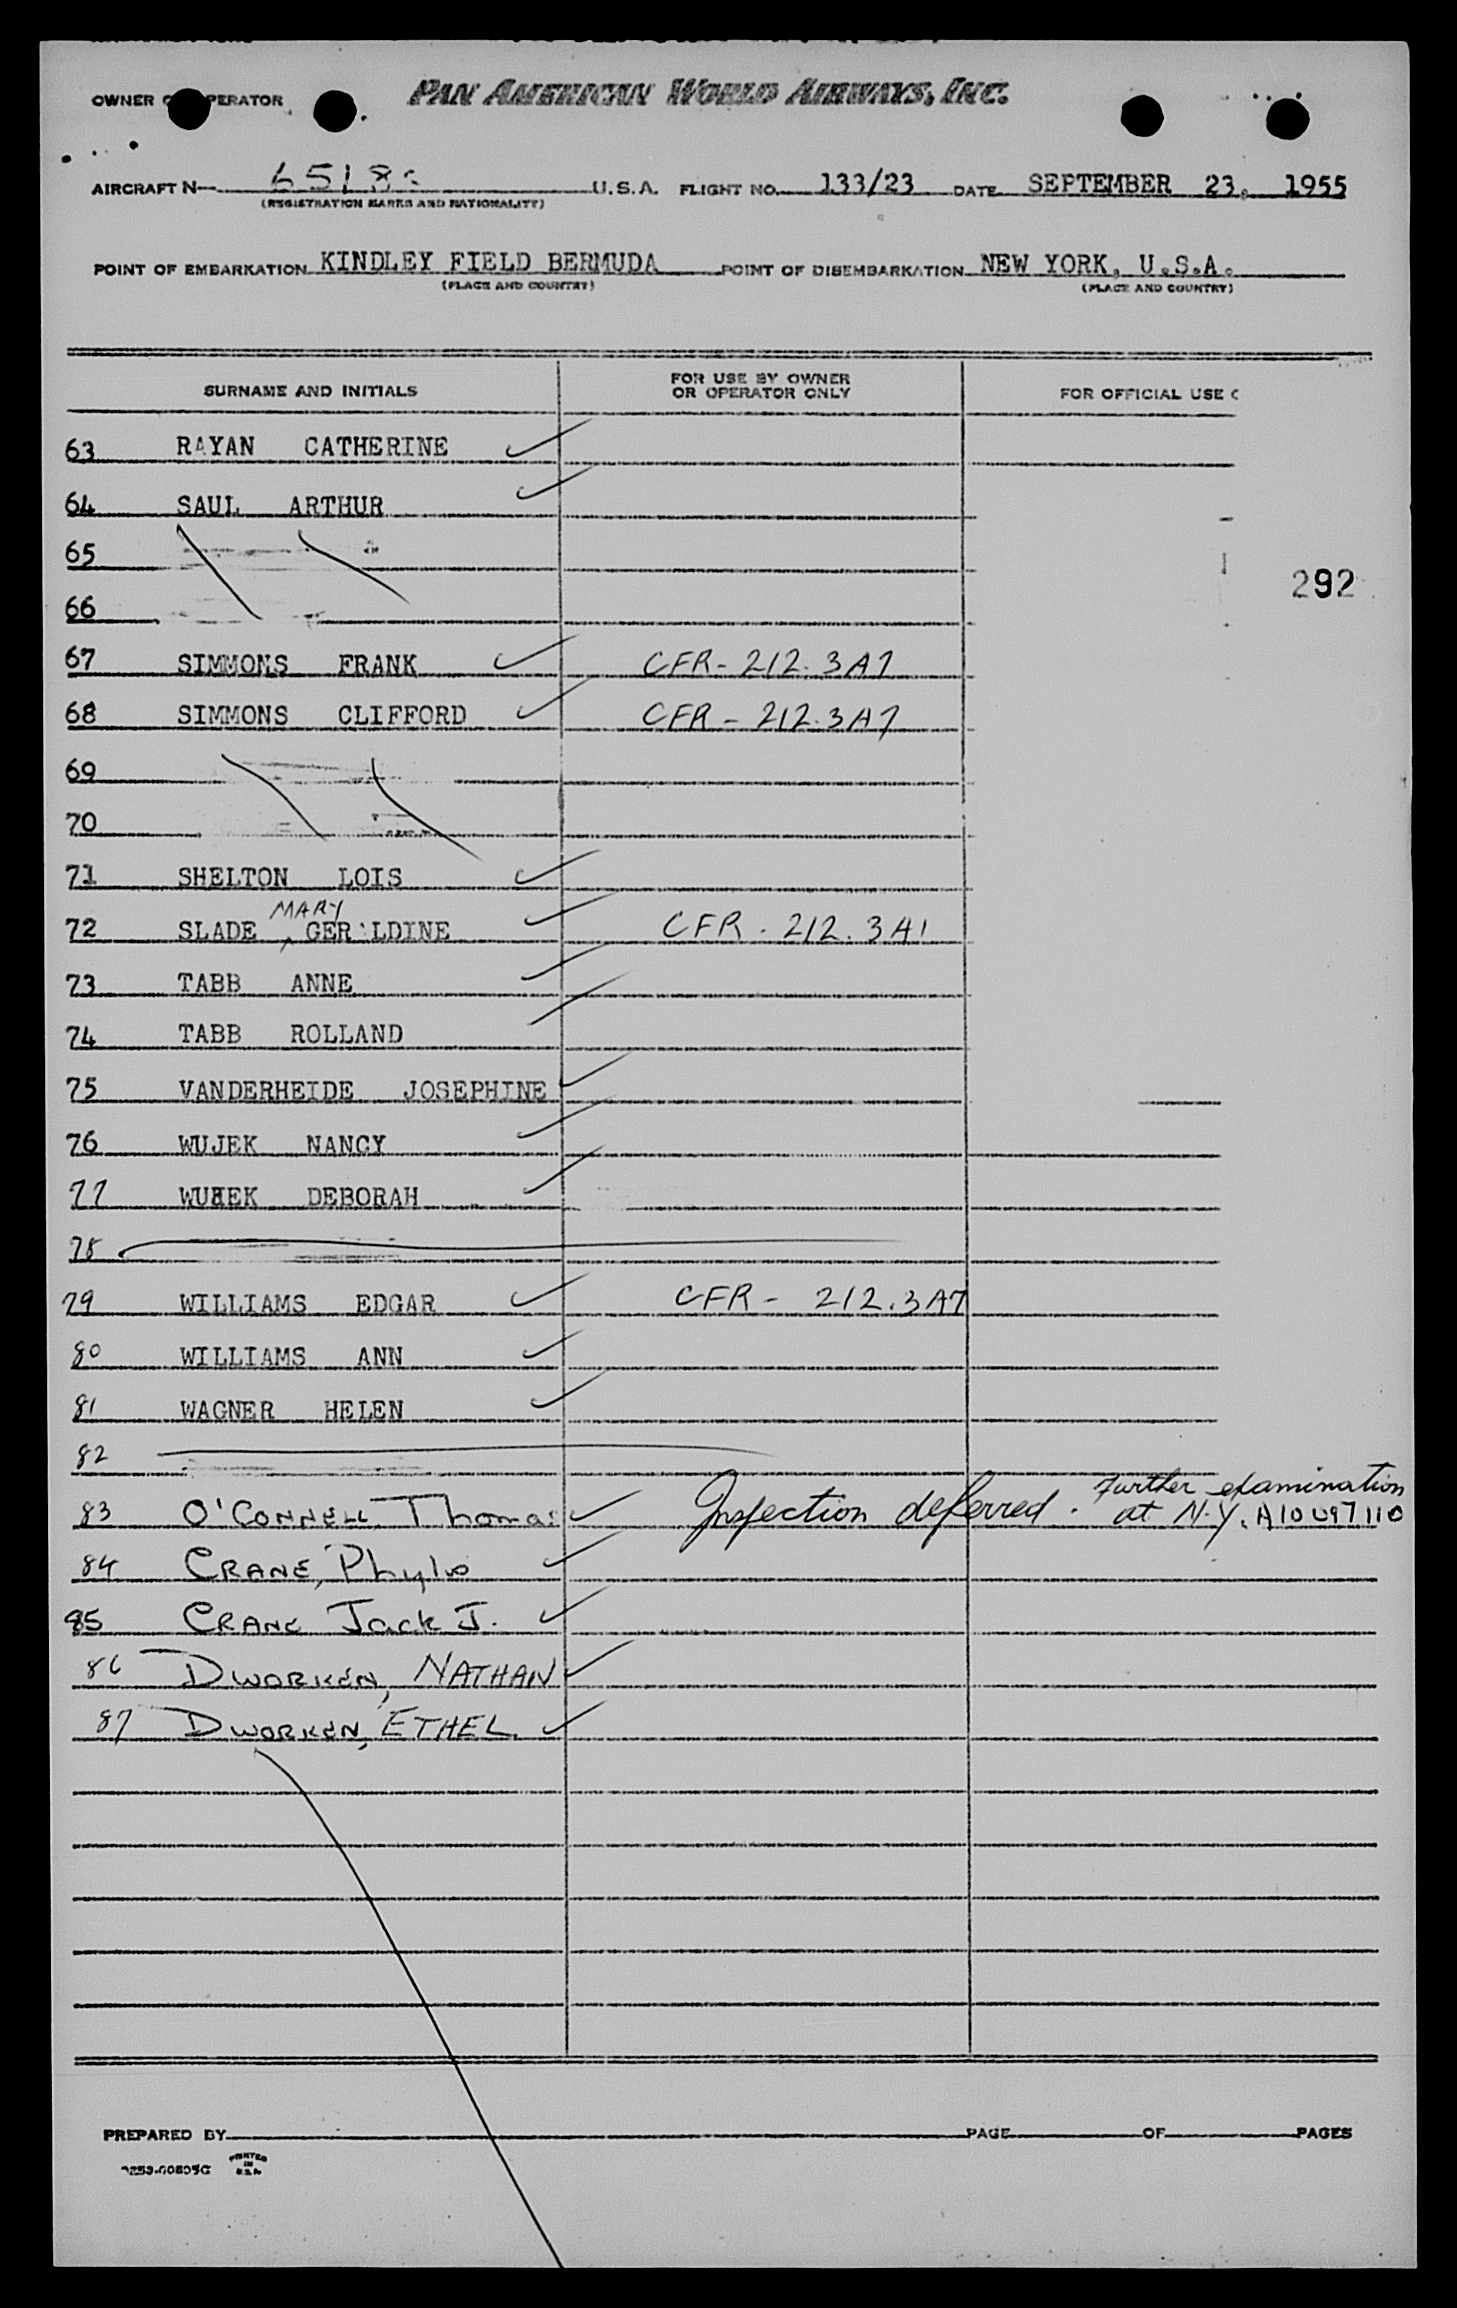 OWNER OPERATOR PAN AMERICAN WORLD AIRWAYS, INC.
AIRCRAFT N— U.S.A. FLIGHT NO. 133/23 DATE SEPTEMBER 23, 1955
(REGISTRATION MARKS AND NATIONALITY)
POINT OF EMBARKATION KINDLEY FIELD BERMUDA POINT OF DISEMBARKATION NEW YORK, U.S.A.
(PLACE AND COUNTRY) (PLACE AND COUNTRY)
SURNAME AND INITIALS FOR USE BY OWNER OR OPERATOR ONLY FOR OFFICIAL USE
63 RAYAN CATHERINE
64 SAUL ARTHUR
65
292
66
67 SIMMONS FRANK CFR-212.3A7
68 SIMMONS CLIFFORD CFR-212.3A7
69
70
71 SHELTON LOIS
MARY
72 SLADE GERALDINE CFR. 212.3A1
73 TABB ANNE
74 TABB ROLLAND
75 VANDERHEIDE JOSEPHINE
76 WUJEK NANCY
77 DEBORAH
78
79 WILLIAMS EDGAR CFR- 212.3A7
80 WILLIAMS ANN
81 WAGNER HELEN
82
Further examination
83 O'CONNELL Thomas Inspection deferred. at N.Y.
84 CRANE, Phylis
85 CRANE Jack J.
86 DWORKEN, NATHAN
87 DWORKEN, ETHEL
PREPARED BY PAGE OF PAGES
PRINTED
IN
U.S.A.